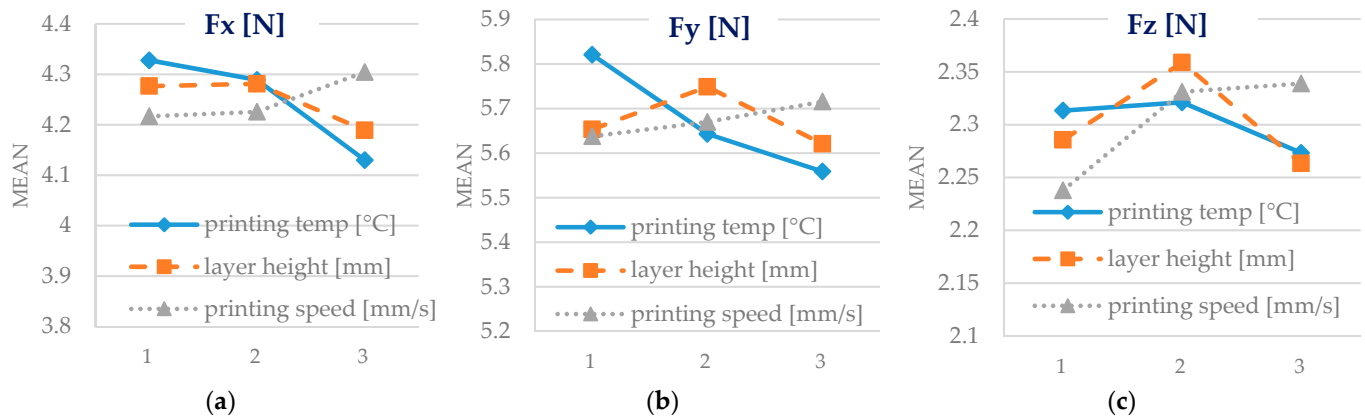 Fx [N]
4.4
4.3
4.2
4.1
4
3.9
3.8
MEAN
printing temp [°C]
layer height [mm]
printing speed [mm/s]
1 2 3
(a)
Fy [N]
5.9
5.8
5.7
5.6
5.5
5.4
5.3
5.2
MEAN
printing temp [°C]
layer height [mm]
printing speed [mm/s]
1 2 3
(b)
Fz [N]
2.4
2.35
2.3
2.25
2.2
2.15
2.1
MEAN
printing temp [°C]
layer height [mm]
printing speed [mm/s]
1 2 3
(c)